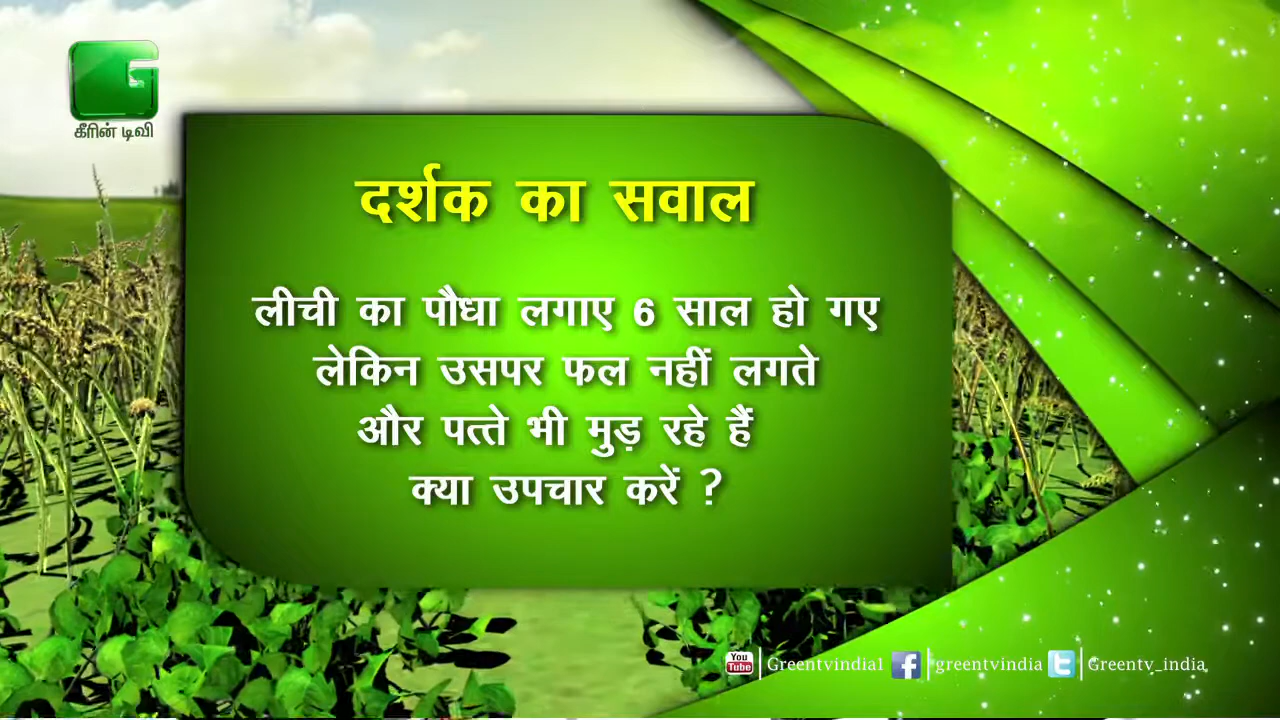 கீரின் டிவி
दर्शक का सवाल
लीची का पौधा लगाए 6 साल हो गए
लेकिन उसपर फल नहीं लगते
और पत्ते भी मुड़ रहे हैं
क्या उपचार करें ?
You Tube Greentvindia1 f greentvindia t Greentv_india